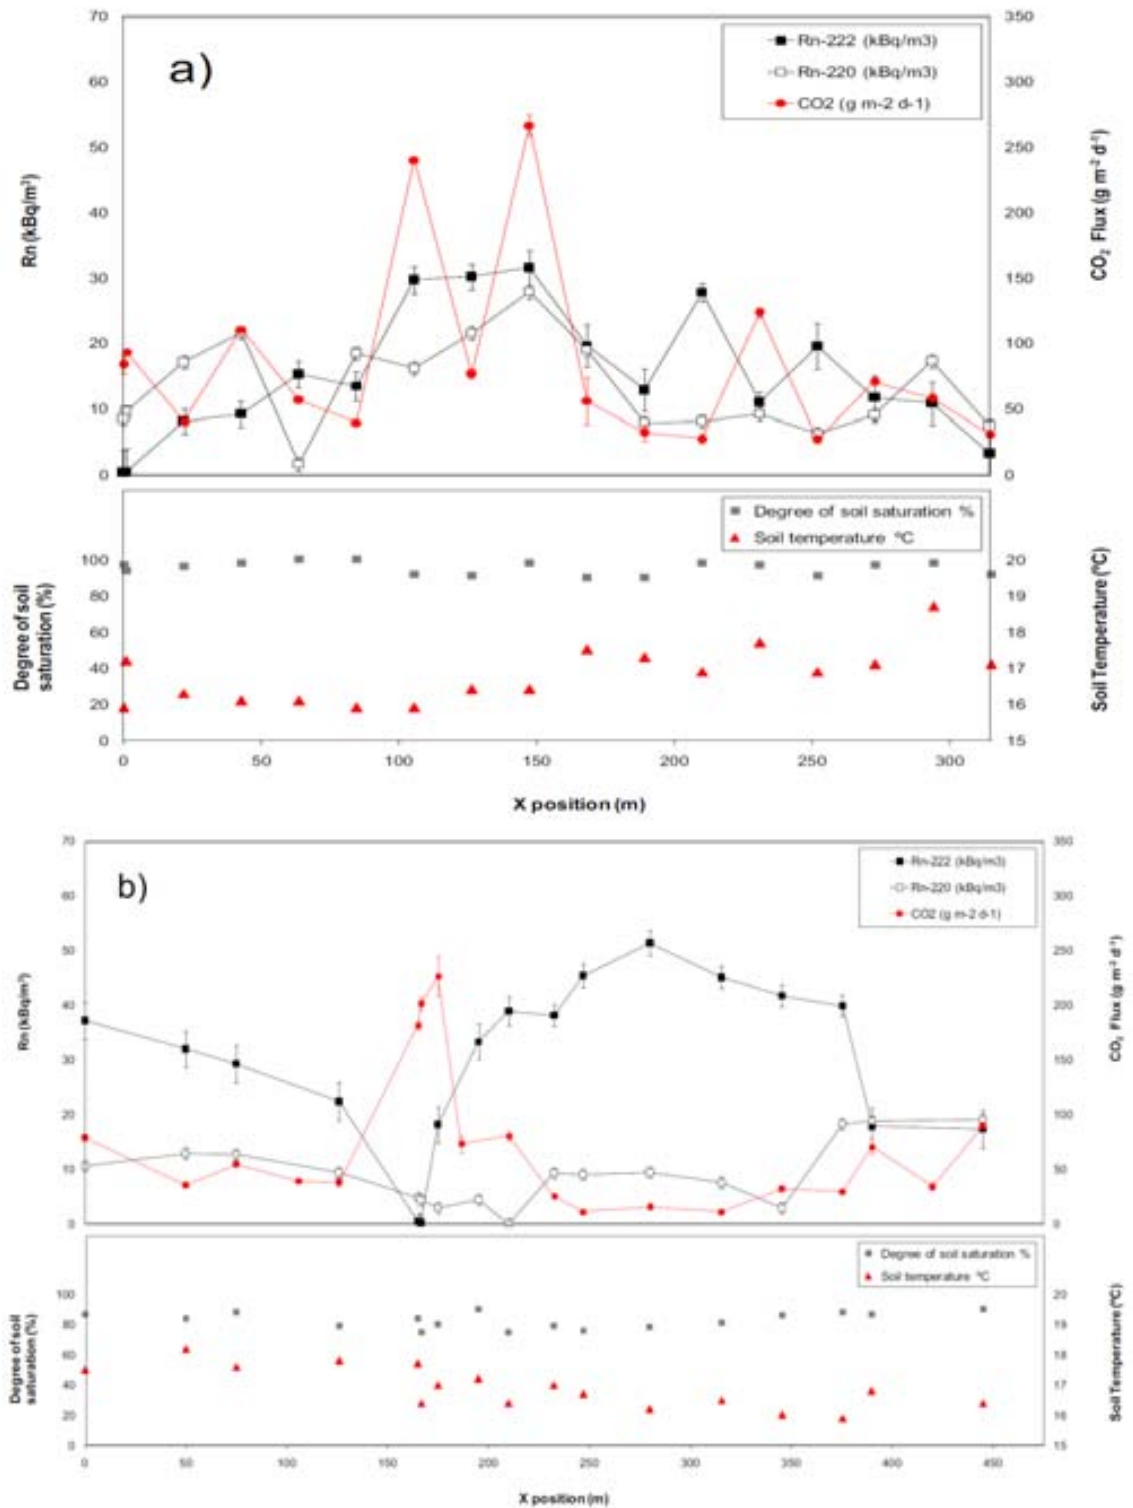 a)
Rn-222 (kBq/m3)
Rn-220 (kBq/m3)
CO2 (g m-2 d-1)
70
60
50
40
30
20
10
0
Rn (kBq/m³)
350
300
250
200
150
100
50
0
CO₂ Flux (g m⁻² d⁻¹)
Degree of soil saturation %
Soil temperature ºC
100
80
60
40
20
0
Degree of soil
saturation (%)
20
19
18
17
16
15
Soil Temperature (ºC)
0 50 100 150 200 250 300
X position (m)
b)
Rn-222 (kBq/m3)
Rn-220 (kBq/m3)
CO2 (g m-2 d-1)
70
60
50
40
30
20
10
0
Rn (kBq/m³)
350
300
250
200
150
100
50
0
CO₂ Flux (g m⁻² d⁻¹)
Degree of soil saturation %
Soil temperature ºC
100
80
60
40
20
0
Degree of soil
saturation (%)
20
19
18
17
16
15
Soil Temperature (ºC)
0 50 100 150 200 250 300 350 400 450
X position (m)